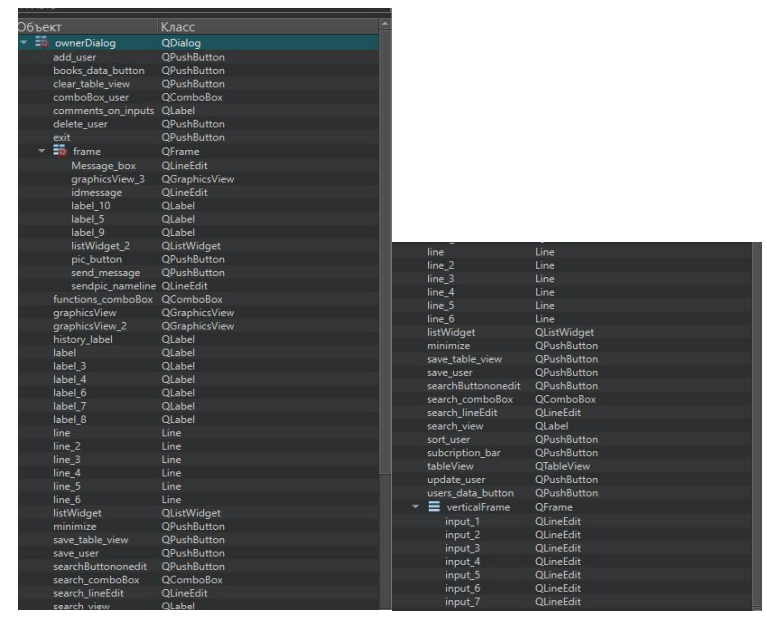 Объект Класс
ownerDialog QDialog
add_user QPushButton
books_data_button QPushButton
clear_table_view QPushButton
comboBox_user QComboBox
comments_on_inputs QLabel
delete_user QPushButton
exit QPushButton
frame QFrame
Message_box QLineEdit
graphicsView_3 QGraphicsView
idmessage QLineEdit
label_10 QLabel
label_5 QLabel
label_9 QLabel
listWidget_2 QListWidget
pic_button QPushButton
send_message QPushButton
sendpic_nameline QLineEdit
functions_comboBox QComboBox
graphicsView QGraphicsView
graphicsView_2 QGraphicsView
history_label QLabel
label QLabel
label_3 QLabel
label_4 QLabel
label_6 QLabel
label_7 QLabel
label_8 QLabel
line Line
line_2 Line
line_3 Line
line_4 Line
line_5 Line
line_6 Line
listWidget QListWidget
minimize QPushButton
save_table_view QPushButton
save_user QPushButton
searchButtononedit QPushButton
search_comboBox QComboBox
search_lineEdit QLineEdit
search_view QLabel
line Line
line_2 Line
line_3 Line
line_4 Line
line_5 Line
line_6 Line
listWidget QListWidget
minimize QPushButton
save_table_view QPushButton
save_user QPushButton
searchButtononedit QPushButton
search_comboBox QComboBox
search_lineEdit QLineEdit
search_view QLabel
sort_user QPushButton
subcription_bar QPushButton
tableView QTableView
update_user QPushButton
users_data_button QPushButton
verticalFrame QFrame
input_1 QLineEdit
input_2 QLineEdit
input_3 QLineEdit
input_4 QLineEdit
input_5 QLineEdit
input_6 QLineEdit
input_7 QLineEdit